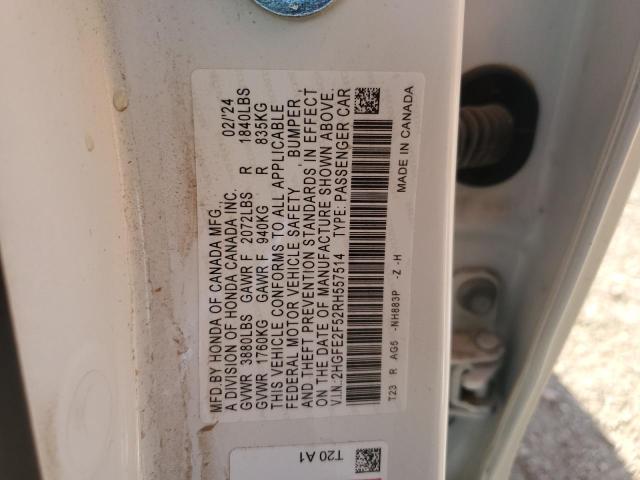 MFD.BY HONDA OF CANADA MFG., 02/'24
A DIVISION OF HONDA CANADA INC.
GVWR 3880LBS GAWR F 2072LBS R 1840LBS
GVWR 1760KG GAWR F 940KG R 835KG
THIS VEHICLE CONFORMS TO ALL APPLICABLE
FEDERAL MOTOR VEHICLE SAFETY , BUMPER ,
AND THEFT PREVENTION STANDARDS IN EFFECT
ON THE DATE OF MANUFACTURE SHOWN ABOVE.
V.I.N.:2HGFE2F52RH557514 TYPE: PASSENGER CAR
T23 R AG5 -NH883P -Z -H MADE IN CANADA
T20 A1